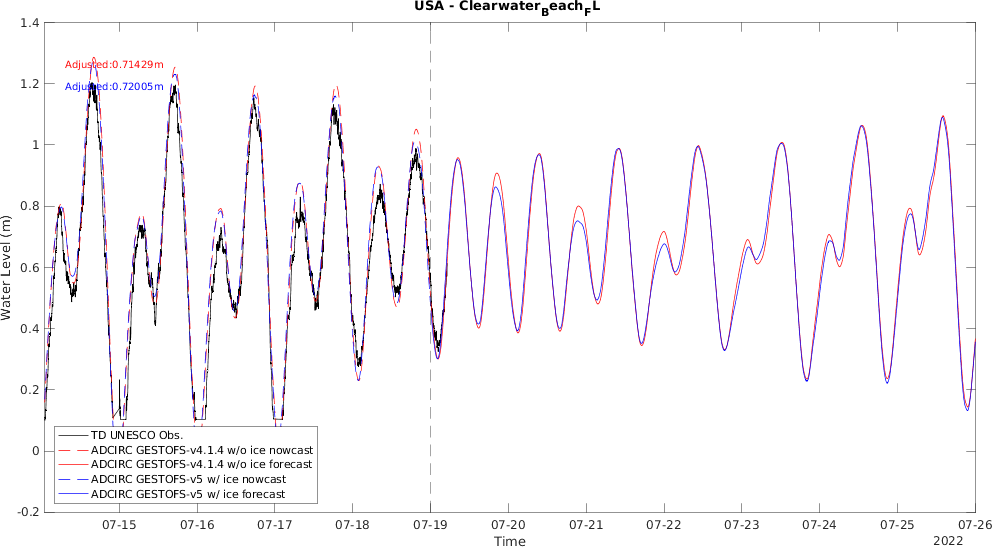 USA - Clearwater_Beach_FL
1.4
1.2
1
0.8
0.6
0.4
0.2
0
-0.2
Water Level (m)
Adjusted:0.71429m
Adjusted:0.72005m
TD UNESCO Obs.
ADCIRC GESTOFS-v4.1.4 w/o ice nowcast
ADCIRC GESTOFS-v4.1.4 w/o ice forecast
ADCIRC GESTOFS-v5 w/ ice nowcast
ADCIRC GESTOFS-v5 w/ ice forecast
07-15 07-16 07-17 07-18 07-19 07-20 07-21 07-22 07-23 07-24 07-25 07-26
Time
2022